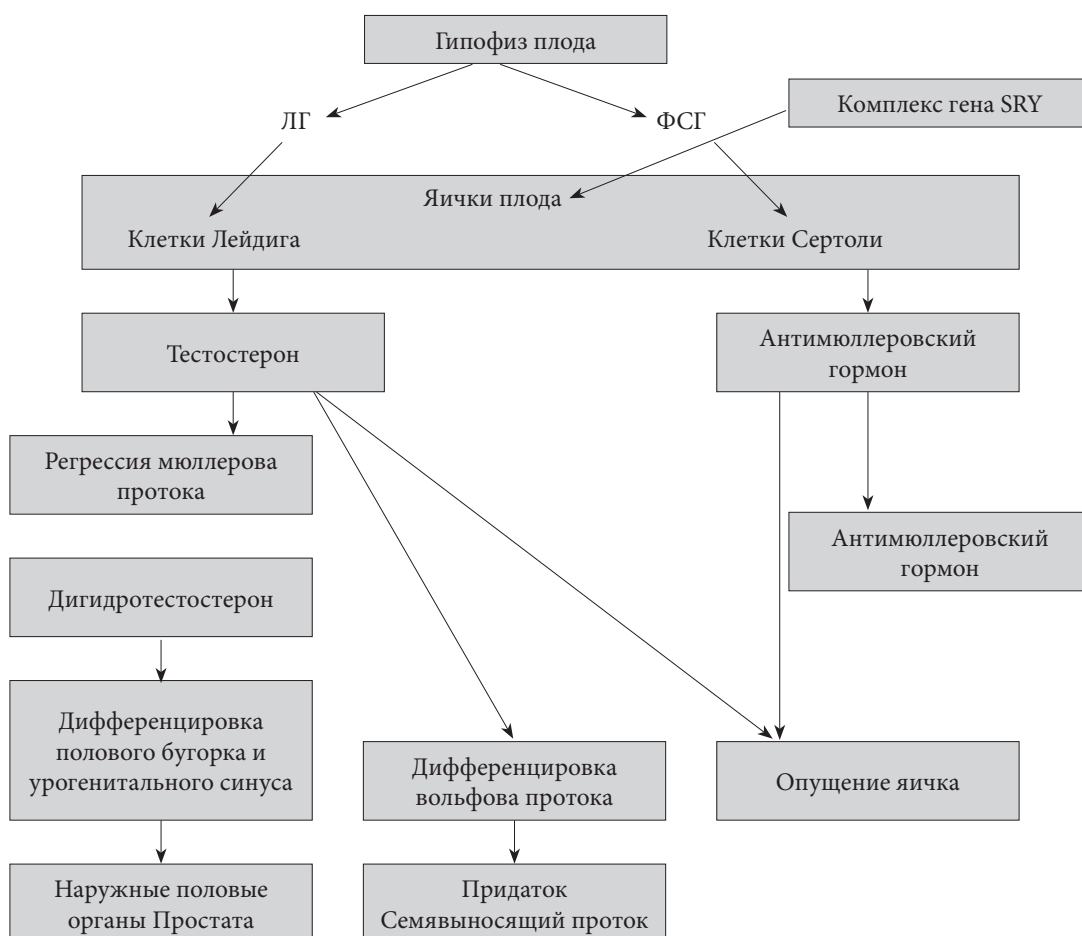 Гипофиз плода
Комплекс гена SRY
ЛГ
ФСГ
Яички плода
Клетки Лейдига
Клетки Сертоли
Тестостерон
Антимюллеровский
гормон
Регрессия мюллерова
протока
Антимюллеровский
гормон
Дигидротестостерон
Дифференцировка
полового бугорка и
урогенитального синуса
Дифференцировка
вольфова протока
Опущение яичка
Наружные половые
органы Простата
Придаток
Семявыносящий проток